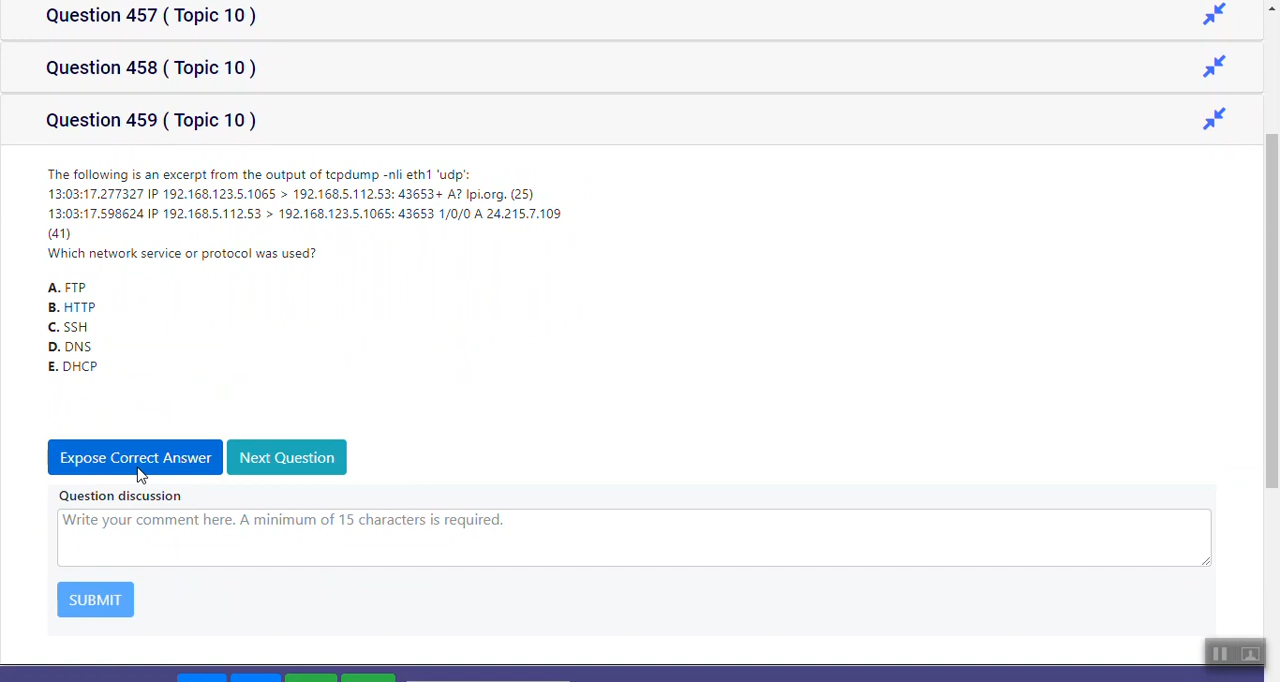 Question 457 ( Topic 10 )
Question 458 ( Topic 10 )
Question 459 ( Topic 10 )
The following is an excerpt from the output of tcpdump -nli eth1 'udp':
13:03:17.277327 IP 192.168.123.5.1065 > 192.168.5.112.53: 43653+ A? lpi.org. (25)
13:03:17.598624 IP 192.168.5.112.53 > 192.168.123.5.1065: 43653 1/0/0 A 24.215.7.109
(41)
Which network service or protocol was used?
A. FTP
B. HTTP
C. SSH
D. DNS
E. DHCP
Expose Correct Answer Next Question
Question discussion
Write your comment here. A minimum of 15 characters is required.
SUBMIT